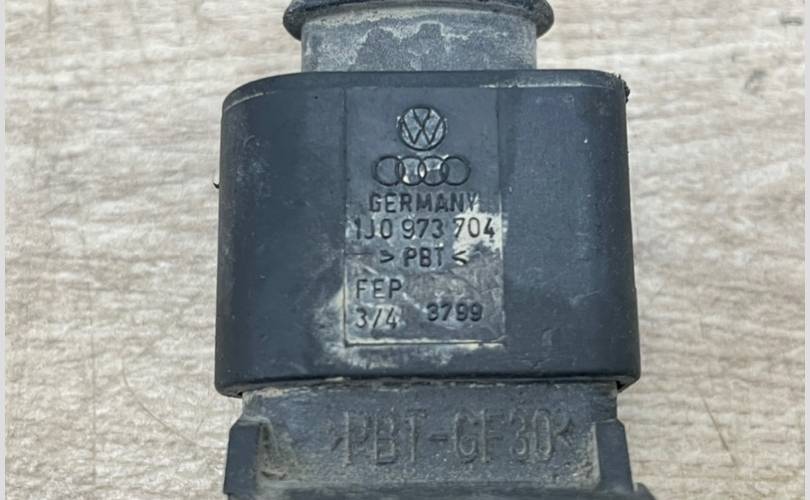 GERMANY
1J0 973 704
> PBT <
FEP
3/4 3799
>PBT-GF30<